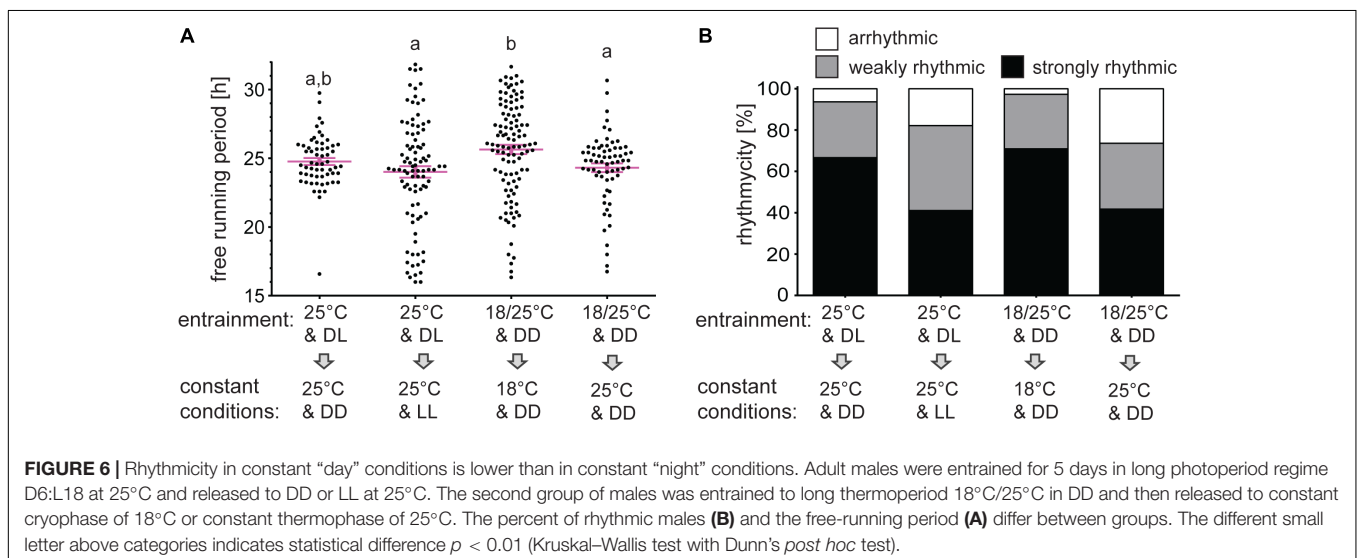 A
a,b
a
b
a
free running period [h]
30
25
20
15
entrainment:
25°C & DL
25°C & DL
18/25°C & DD
18/25°C & DD
constant conditions:
25°C & DD
25°C & LL
18°C & DD
25°C & DD
B
arrhythmic
weakly rhythmic
strongly rhythmic
rhythmycity [%]
100
80
60
40
20
0
entrainment:
25°C & DL
25°C & DL
18/25°C & DD
18/25°C & DD
constant conditions:
25°C & DD
25°C & LL
18°C & DD
25°C & DD
FIGURE 6 | Rhythmicity in constant “day” conditions is lower than in constant “night” conditions. Adult males were entrained for 5 days in long photoperiod regime
D6:L18 at 25°C and released to DD or LL at 25°C. The second group of males was entrained to long thermoperiod 18°C/25°C in DD and then released to constant
cryophase of 18°C or constant thermophase of 25°C. The percent of rhythmic males (B) and the free-running period (A) differ between groups. The different small
letter above categories indicates statistical difference p < 0.01 (Kruskal–Wallis test with Dunn’s post hoc test).